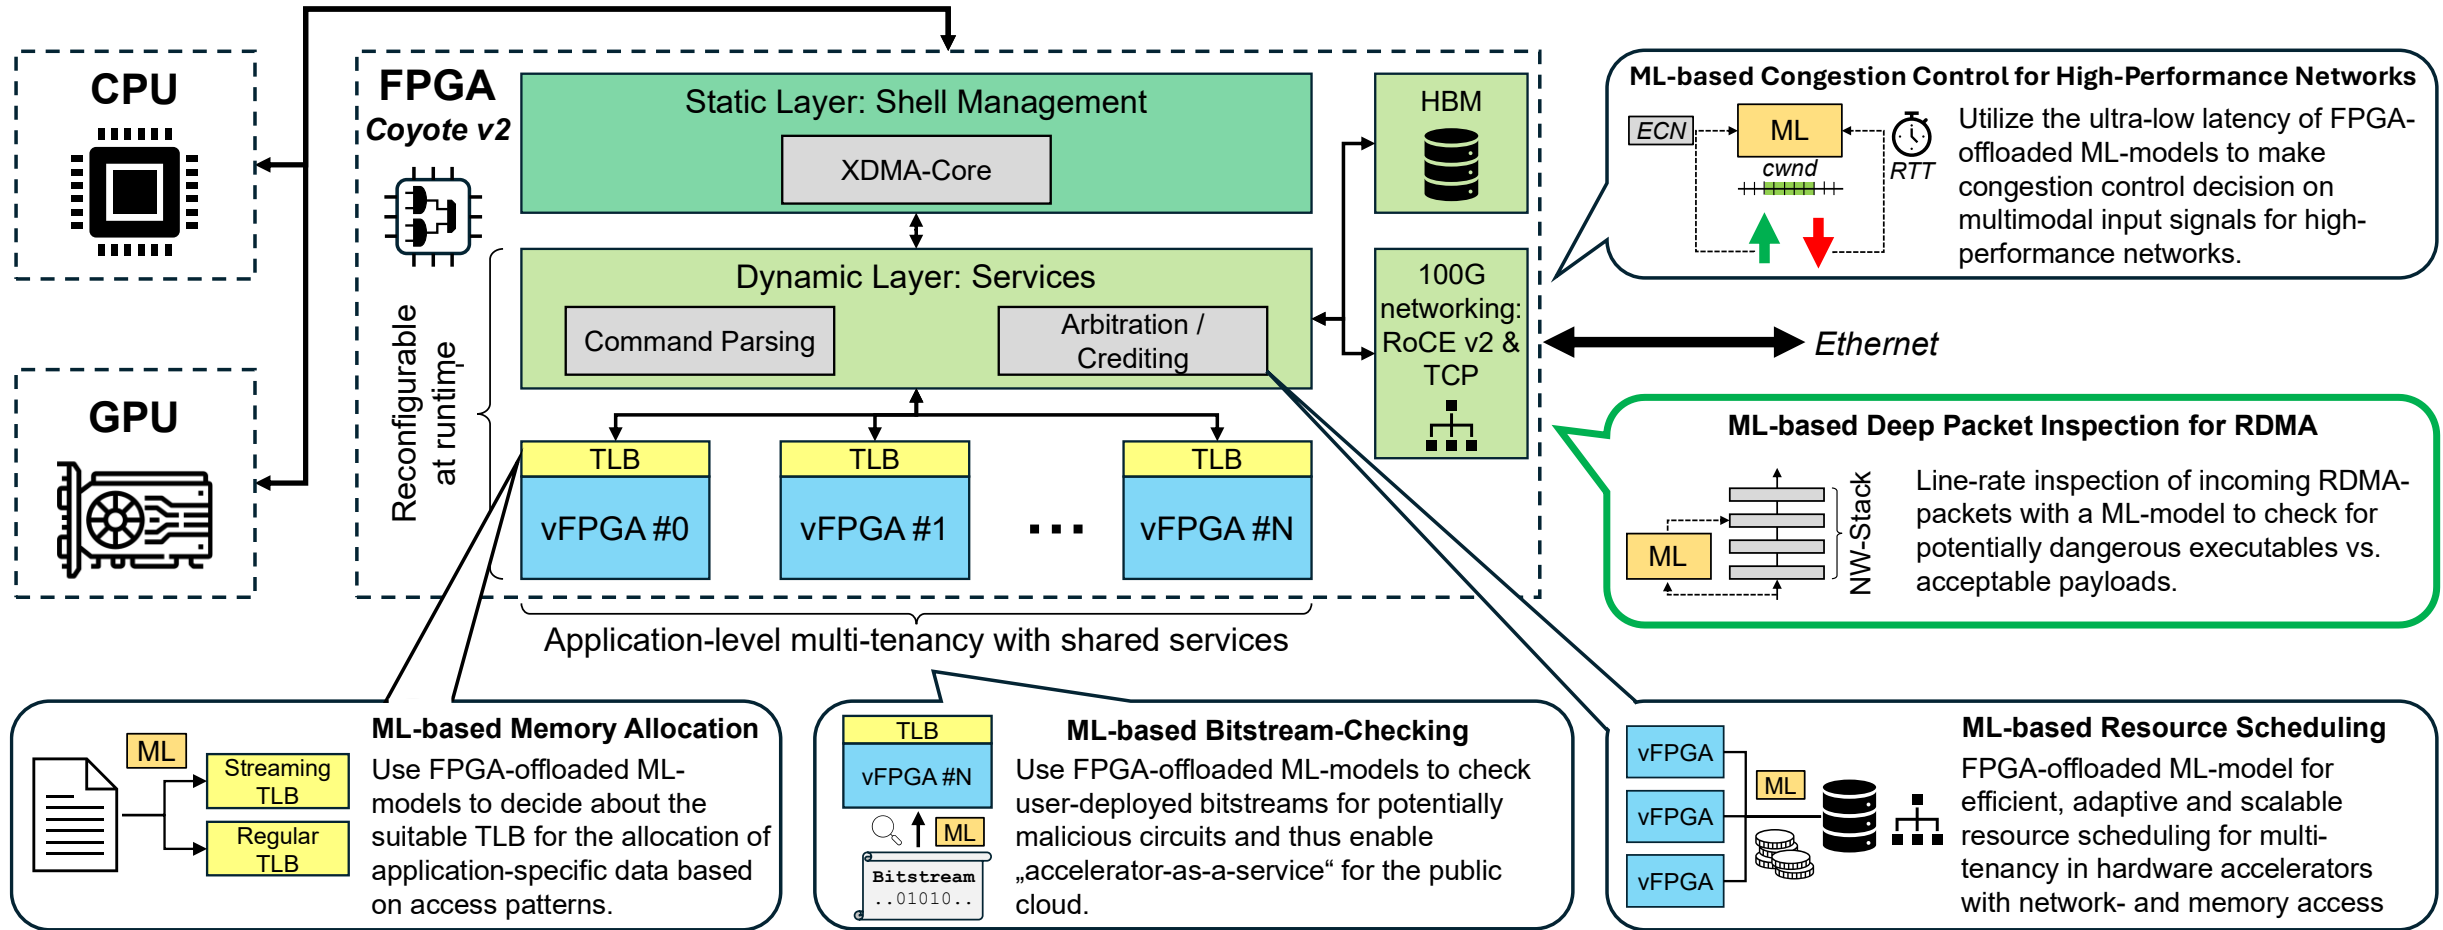 CPU
GPU
FPGA
Coyote v2
Static Layer: Shell Management
XDMA-Core
HBM
Dynamic Layer: Services
Command Parsing
Arbitration /
Crediting
100G
networking:
RoCE v2 &
TCP
Ethernet
Reconfigurable
at runtime
TLB
vFPGA #0
TLB
vFPGA #1
...
TLB
vFPGA #N
Application-level multi-tenancy with shared services
ML-based Congestion Control for High-Performance Networks
ECN
ML
cwnd
RTT
Utilize the ultra-low latency of FPGA-
offloaded ML-models to make
congestion control decision on
multimodal input signals for high-
performance networks.
ML-based Deep Packet Inspection for RDMA
ML
NW-Stack
Line-rate inspection of incoming RDMA-
packets with a ML-model to check for
potentially dangerous executables vs.
acceptable payloads.
ML-based Memory Allocation
ML
Streaming
TLB
Regular
TLB
Use FPGA-offloaded ML-
models to decide about the
suitable TLB for the allocation of
application-specific data based
on access patterns.
ML-based Bitstream-Checking
TLB
vFPGA #N
ML
Bitstream
..01010..
Use FPGA-offloaded ML-models to check
user-deployed bitstreams for potentially
malicious circuits and thus enable
„accelerator-as-a-service“ for the public
cloud.
ML-based Resource Scheduling
vFPGA
vFPGA
vFPGA
ML
FPGA-offloaded ML-model for
efficient, adaptive and scalable
resource scheduling for multi-
tenancy in hardware accelerators
with network- and memory access